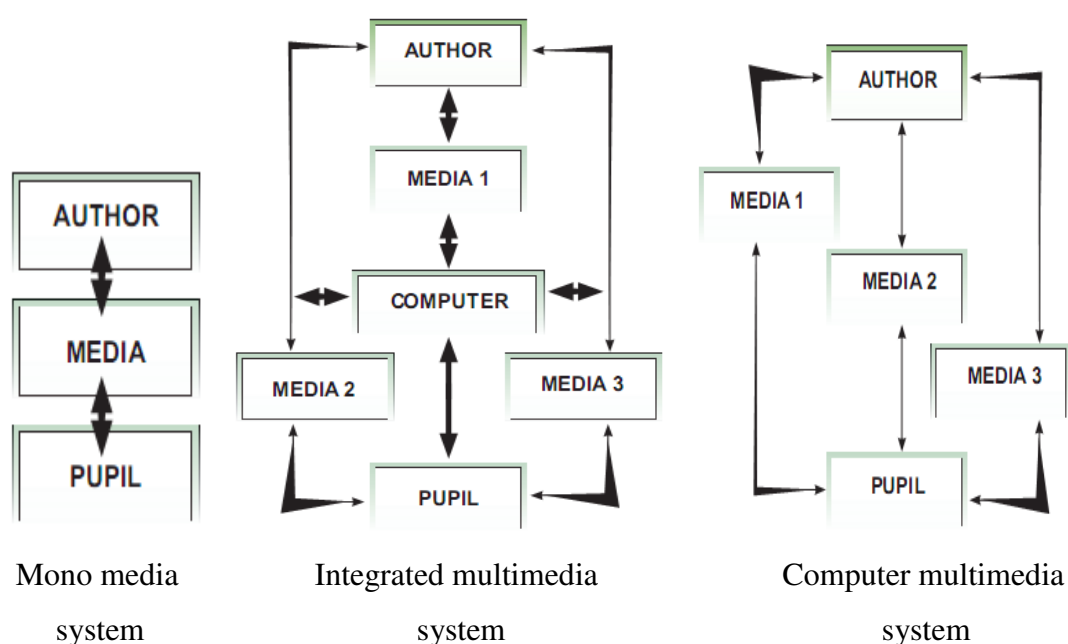 AUTHOR
MEDIA
PUPIL
Mono media
system
AUTHOR
MEDIA 1
COMPUTER
MEDIA 2
MEDIA 3
PUPIL
Integrated multimedia
system
AUTHOR
MEDIA 1
MEDIA 2
MEDIA 3
PUPIL
Computer multimedia
system